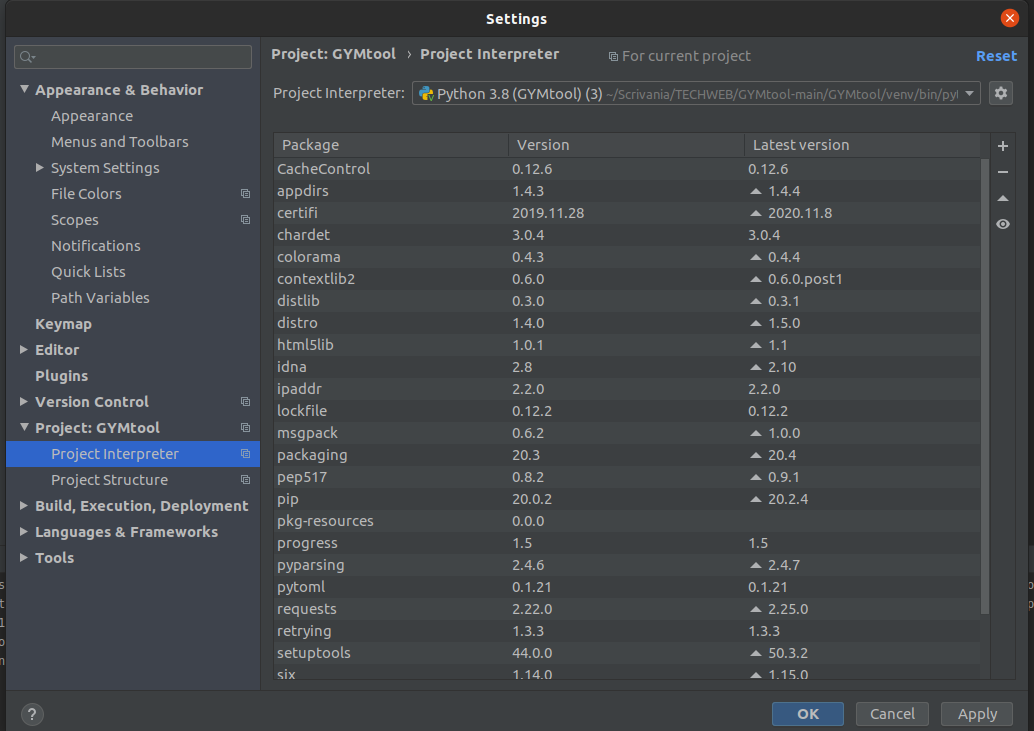 Settings
Project: GYMtool › Project Interpreter For current project Reset
Project Interpreter: Python 3.8 (GYMtool) (3) ~/Scrivania/TECHWEB/GYMtool-main/GYMtool/venv/bin/py
Appearance & Behavior
Appearance
Menus and Toolbars
System Settings
File Colors
Scopes
Notifications
Quick Lists
Path Variables
Keymap
Editor
Plugins
Version Control
Project: GYMtool
Project Interpreter
Project Structure
Build, Execution, Deployment
Languages & Frameworks
Tools
Package Version Latest version
CacheControl 0.12.6 0.12.6
appdirs 1.4.3 1.4.4
certifi 2019.11.28 2020.11.8
chardet 3.0.4 3.0.4
colorama 0.4.3 0.4.4
contextlib2 0.6.0 0.6.0.post1
distlib 0.3.0 0.3.1
distro 1.4.0 1.5.0
html5lib 1.0.1 1.1
idna 2.8 2.10
ipaddr 2.2.0 2.2.0
lockfile 0.12.2 0.12.2
msgpack 0.6.2 1.0.0
packaging 20.3 20.4
pep517 0.8.2 0.9.1
pip 20.0.2 20.2.4
pkg-resources 0.0.0
progress 1.5 1.5
pyparsing 2.4.6 2.4.7
pytoml 0.1.21 0.1.21
requests 2.22.0 2.25.0
retrying 1.3.3 1.3.3
setuptools 44.0.0 50.3.2
six 1.14.0 1.15.0
? OK Cancel Apply